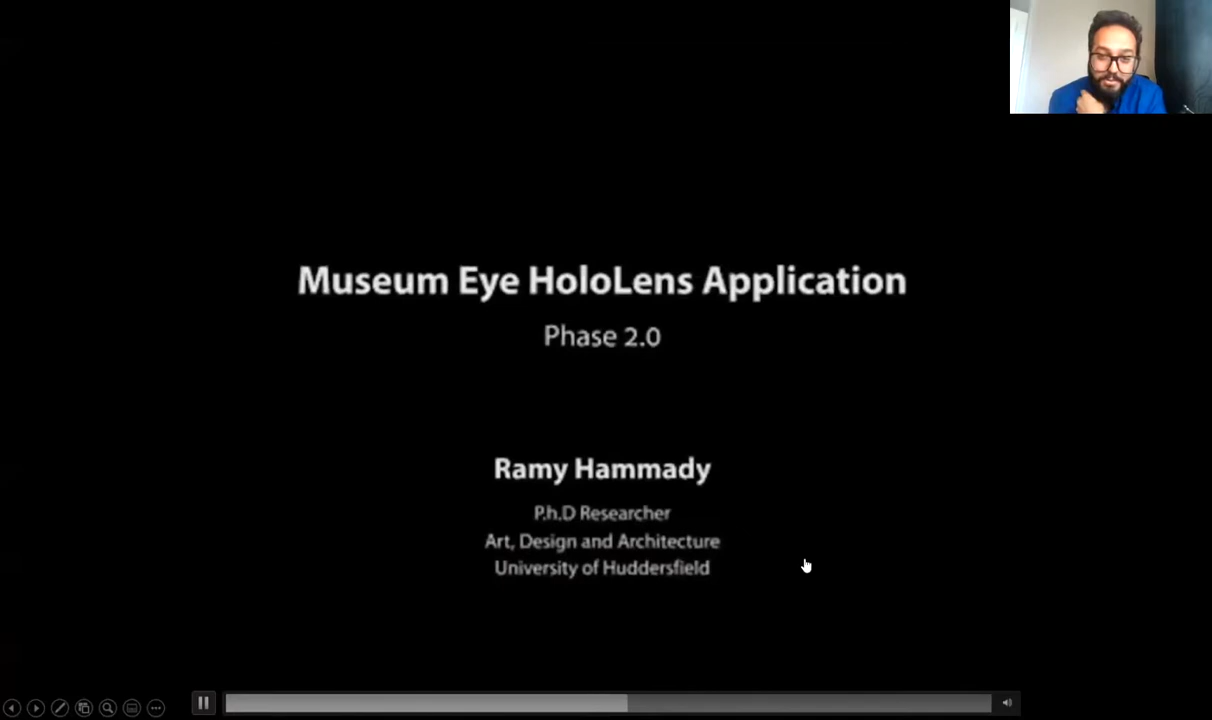 Museum Eye HoloLens Application
Phase 2.0
Ramy Hammady
P.h.D Researcher
Art, Design and Architecture
University of Huddersfield